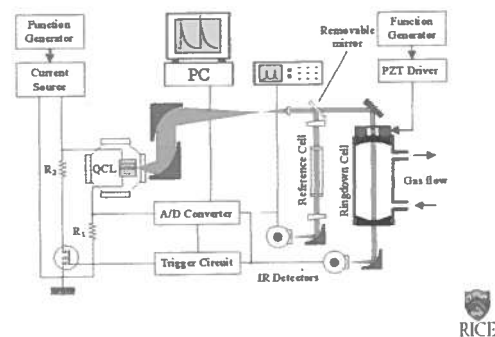 Function
Generator
Current
Source
PC
Removable
mirror
Function
Generator
PZT Driver
R₂
QCL
Reference Cell
Ringdown Cell
Gas flow
A/D Converter
R₁
Trigger Circuit
IR Detectors
RICE